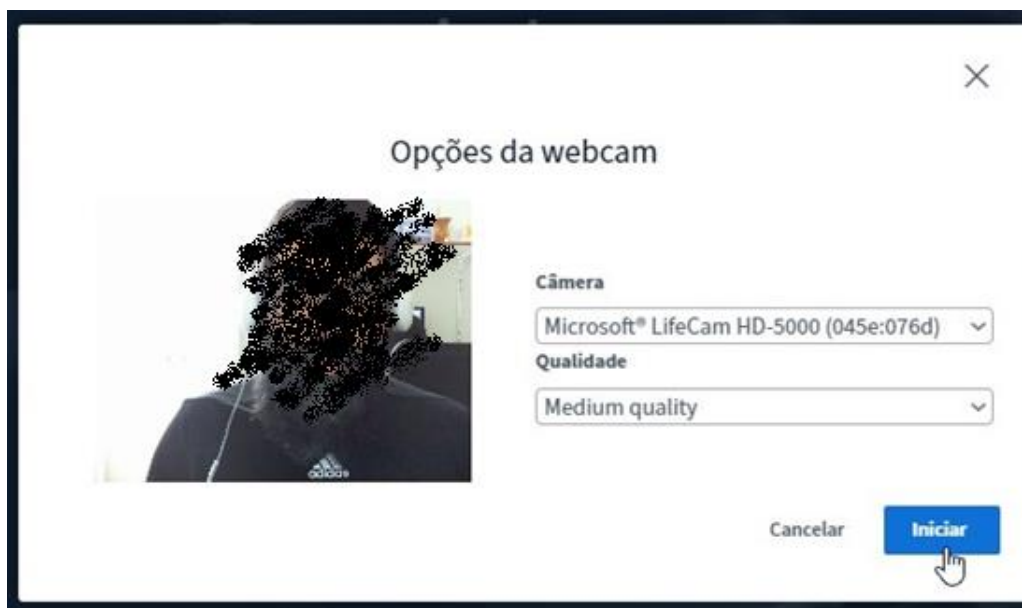 Opções da webcam
Câmera
Microsoft® LifeCam HD-5000 (045e:076d)
Qualidade
Medium quality
adidas
Cancelar
Iniciar